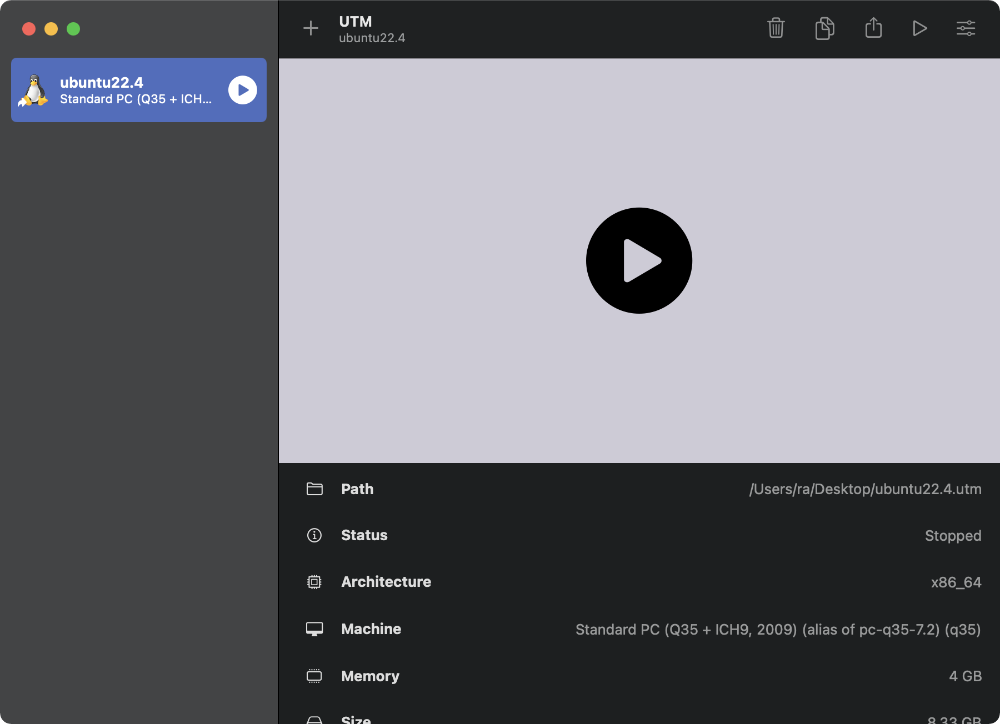 UTM
ubuntu22.4
ubuntu22.4
Standard PC (Q35 + ICH...
Path /Users/ra/Desktop/ubuntu22.4.utm
Status Stopped
Architecture x86_64
Machine Standard PC (Q35 + ICH9, 2009) (alias of pc-q35-7.2) (q35)
Memory 4 GB
Size 8.33 GB